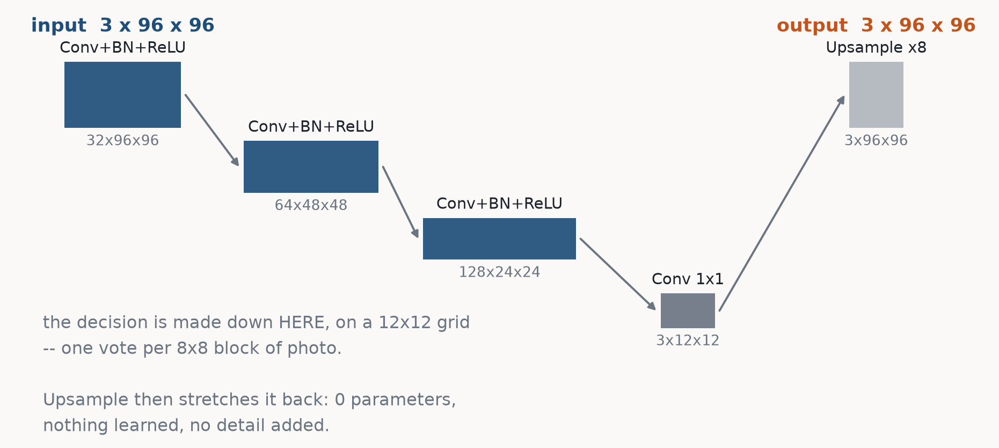 input  3 x 96 x 96
output  3 x 96 x 96
Conv+BN+ReLU
Upsample x8
32x96x96
3x96x96
Conv+BN+ReLU
64x48x48
Conv+BN+ReLU
128x24x24
Conv 1x1
3x12x12
the decision is made down HERE, on a 12x12 grid
-- one vote per 8x8 block of photo.
Upsample then stretches it back: 0 parameters,
nothing learned, no detail added.